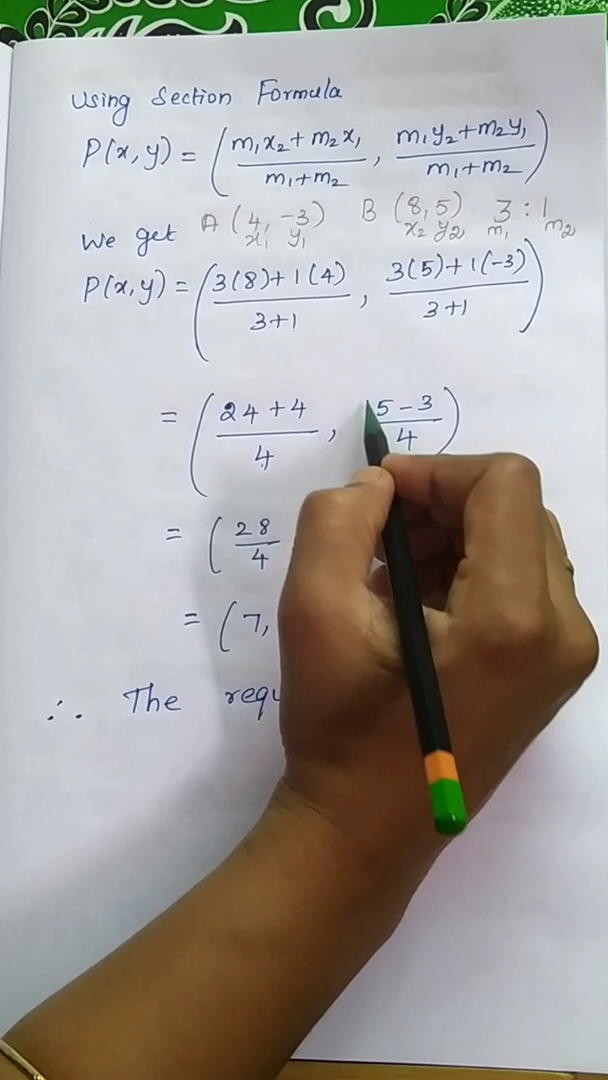 Using Section Formula
P(x,y) = ( m₁x₂ + m₂x₁ / m₁+m₂ , m₁y₂ + m₂y₁ / m₁+m₂ )
We get A (4, -3) B (8, 5) 3 : 1
x₁ y₁ x₂ y₂ m₁ m₂
P(x,y) = ( 3(8)+1(4) / 3+1 , 3(5)+1(-3) / 3+1 )
= ( 24+4 / 4 , 15-3 / 4 )
= ( 28 / 4
= (7,
∴ The